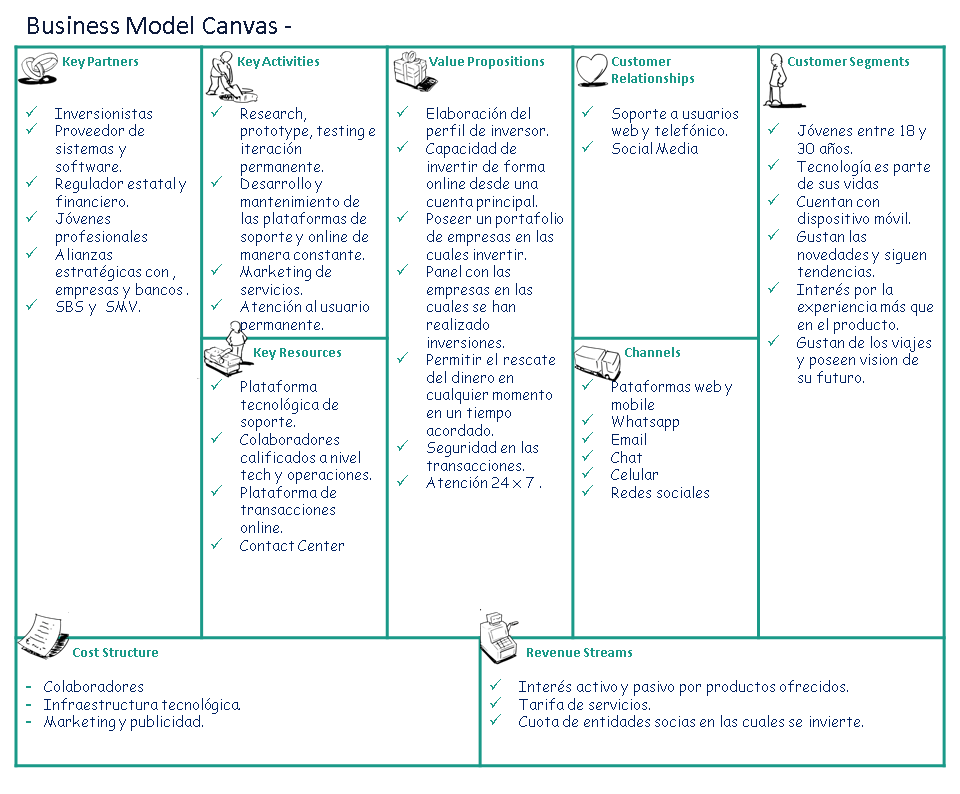 Business Model Canvas -
Key Partners
✓ Inversionistas
✓ Proveedor de
sistemas y
software.
✓ Regulador estatal y
financiero.
✓ Jóvenes
profesionales
✓ Alianzas
estratégicas con ,
empresas y bancos .
✓ SBS y SMV.
Key Activities
✓ Research,
prototype, testing e
iteración
permanente.
✓ Desarrollo y
mantenimiento de
las plataformas de
soporte y online de
manera constante.
✓ Marketing de
servicios.
✓ Atención al usuario
permanente.
Key Resources
✓ Plataforma
tecnológica de
soporte.
✓ Colaboradores
calificados a nivel
tech y operaciones.
✓ Plataforma de
transacciones
online.
✓ Contact Center
Value Propositions
✓ Elaboración del
perfil de inversor.
✓ Capacidad de
invertir de forma
online desde una
cuenta principal.
✓ Poseer un portafolio
de empresas en las
cuales invertir.
✓ Panel con las
empresas en las
cuales se han
realizado
inversiones.
✓ Permitir el rescate
del dinero en
cualquier momento
en un tiempo
acordado.
✓ Seguridad en las
transacciones.
✓ Atención 24 x 7 .
Customer
Relationships
✓ Soporte a usuarios
web y telefónico.
✓ Social Media
Channels
✓ Pataformas web y
mobile
✓ Whatsapp
✓ Email
✓ Chat
✓ Celular
✓ Redes sociales
Customer Segments
✓ Jóvenes entre 18 y
30 años.
✓ Tecnología es parte
de sus vidas
✓ Cuentan con
dispositivo móvil.
✓ Gustan las
novedades y siguen
tendencias.
✓ Interés por la
experiencia más que
en el producto.
✓ Gustan de los viajes
y poseen vision de
su futuro.
Cost Structure
- Colaboradores
- Infraestructura tecnológica.
- Marketing y publicidad.
Revenue Streams
✓ Interés activo y pasivo por productos ofrecidos.
✓ Tarifa de servicios.
✓ Cuota de entidades socias en las cuales se invierte.